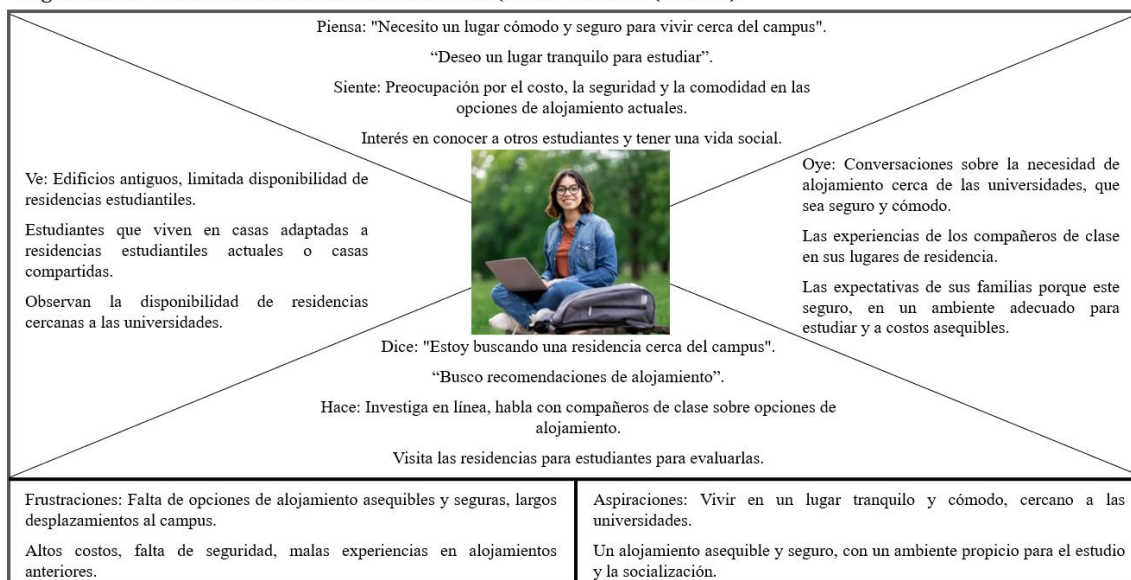 Piensa: "Necesito un lugar cómodo y seguro para vivir cerca del campus".
“Deseo un lugar tranquilo para estudiar”.
Siente: Preocupación por el costo, la seguridad y la comodidad en las
opciones de alojamiento actuales.
Interés en conocer a otros estudiantes y tener una vida social.
Ve: Edificios antiguos, limitada disponibilidad de
residencias estudiantiles.
Estudiantes que viven en casas adaptadas a
residencias estudiantiles actuales o casas
compartidas.
Observan la disponibilidad de residencias
cercanas a las universidades.
Oye: Conversaciones sobre la necesidad de
alojamiento cerca de las universidades, que
sea seguro y cómodo.
Las experiencias de los compañeros de clase
en sus lugares de residencia.
Las expectativas de sus familias porque este
seguro, en un ambiente adecuado para
estudiar y a costos asequibles.
Dice: "Estoy buscando una residencia cerca del campus".
“Busco recomendaciones de alojamiento”.
Hace: Investiga en línea, habla con compañeros de clase sobre opciones de
alojamiento.
Visita las residencias para estudiantes para evaluarlas.
Frustraciones: Falta de opciones de alojamiento asequibles y seguras, largos
desplazamientos al campus.
Altos costos, falta de seguridad, malas experiencias en alojamientos
anteriores.
Aspiraciones: Vivir en un lugar tranquilo y cómodo, cercano a las
universidades.
Un alojamiento asequible y seguro, con un ambiente propicio para el estudio
y la socialización.